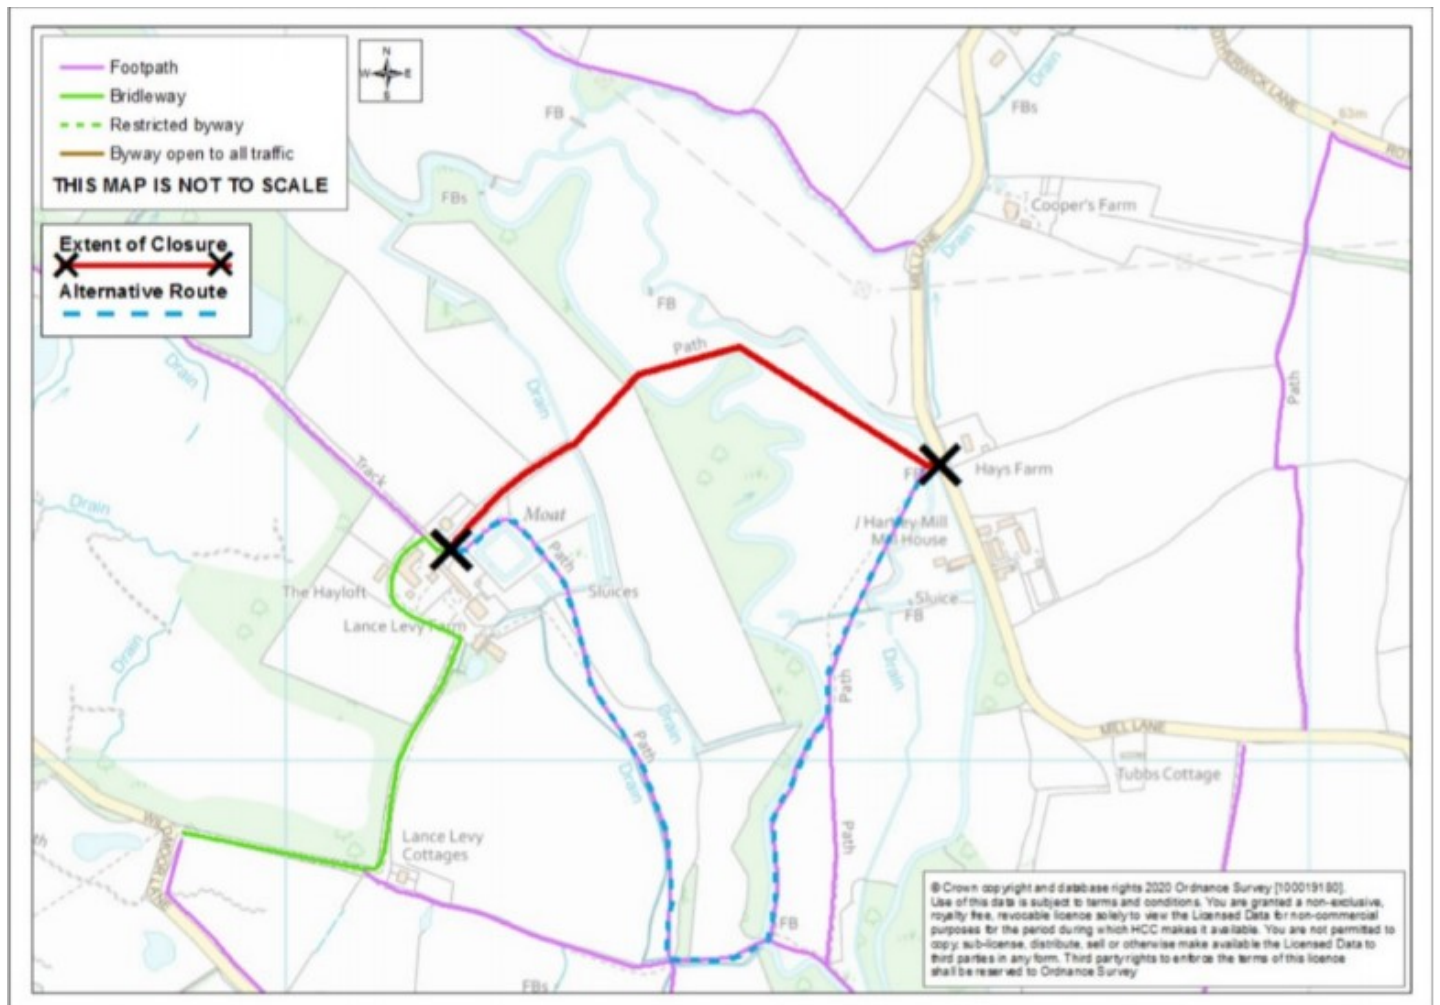 Footpath
Bridleway
Restricted byway
Byway open to all traffic
THIS MAP IS NOT TO SCALE
N
W E
S
Extent of Closure
Alternative Route
FB
FBs
FB
Drain
FBs
63m
Cooper's Farm
Drain
MILL LANE
Path
Drain
Drain
Path
Track
Hays Farm
Moat
Path
Mill House
Drain
The Hayloft
Sluices
Sluice
FB
Lance Levy Farm
Drain
Path
Drain
Drain
Path
Drain
MILL LANE
Tubbs Cottage
Lance Levy
Cottages
Path
FB
FBs
© Crown copyright and database rights 2020 Ordnance Survey [100019180].
Use of this data is subject to terms and conditions. You are granted a non-exclusive,
royalty free, revocable licence solely to view the Licensed Data for non-commercial
purposes for the period during which HCC makes it available. You are not permitted to
copy, sub-license, distribute, sell or otherwise make available the Licensed Data to
third parties in any form. Third party rights to enforce the terms of this licence
shall be reserved to Ordnance Survey